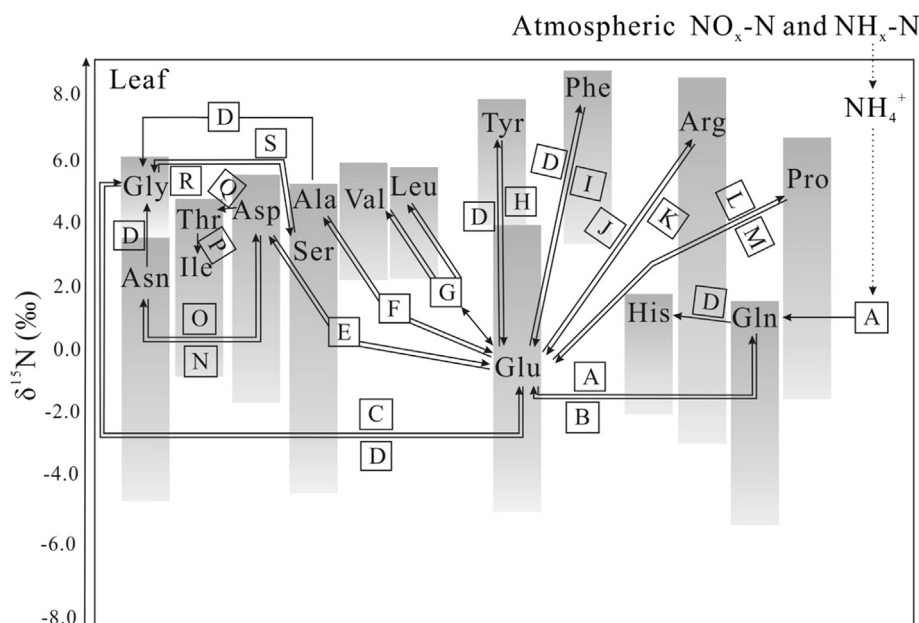 Atmospheric NOₓ-N and NHₓ-N
Leaf
NH₄⁺
8.0
6.0
4.0
2.0
0.0
-2.0
-4.0
-6.0
-8.0
δ¹⁵N (‰)
D
S
Tyr
Phe
Arg
Pro
Gly
R
Q
Thr
Asp
Ala
Val
Leu
D
H
D
I
J
K
L
M
D
P
Ile
Ser
Asn
O
N
E
F
G
Glu
His
D
Gln
A
A
B
C
D